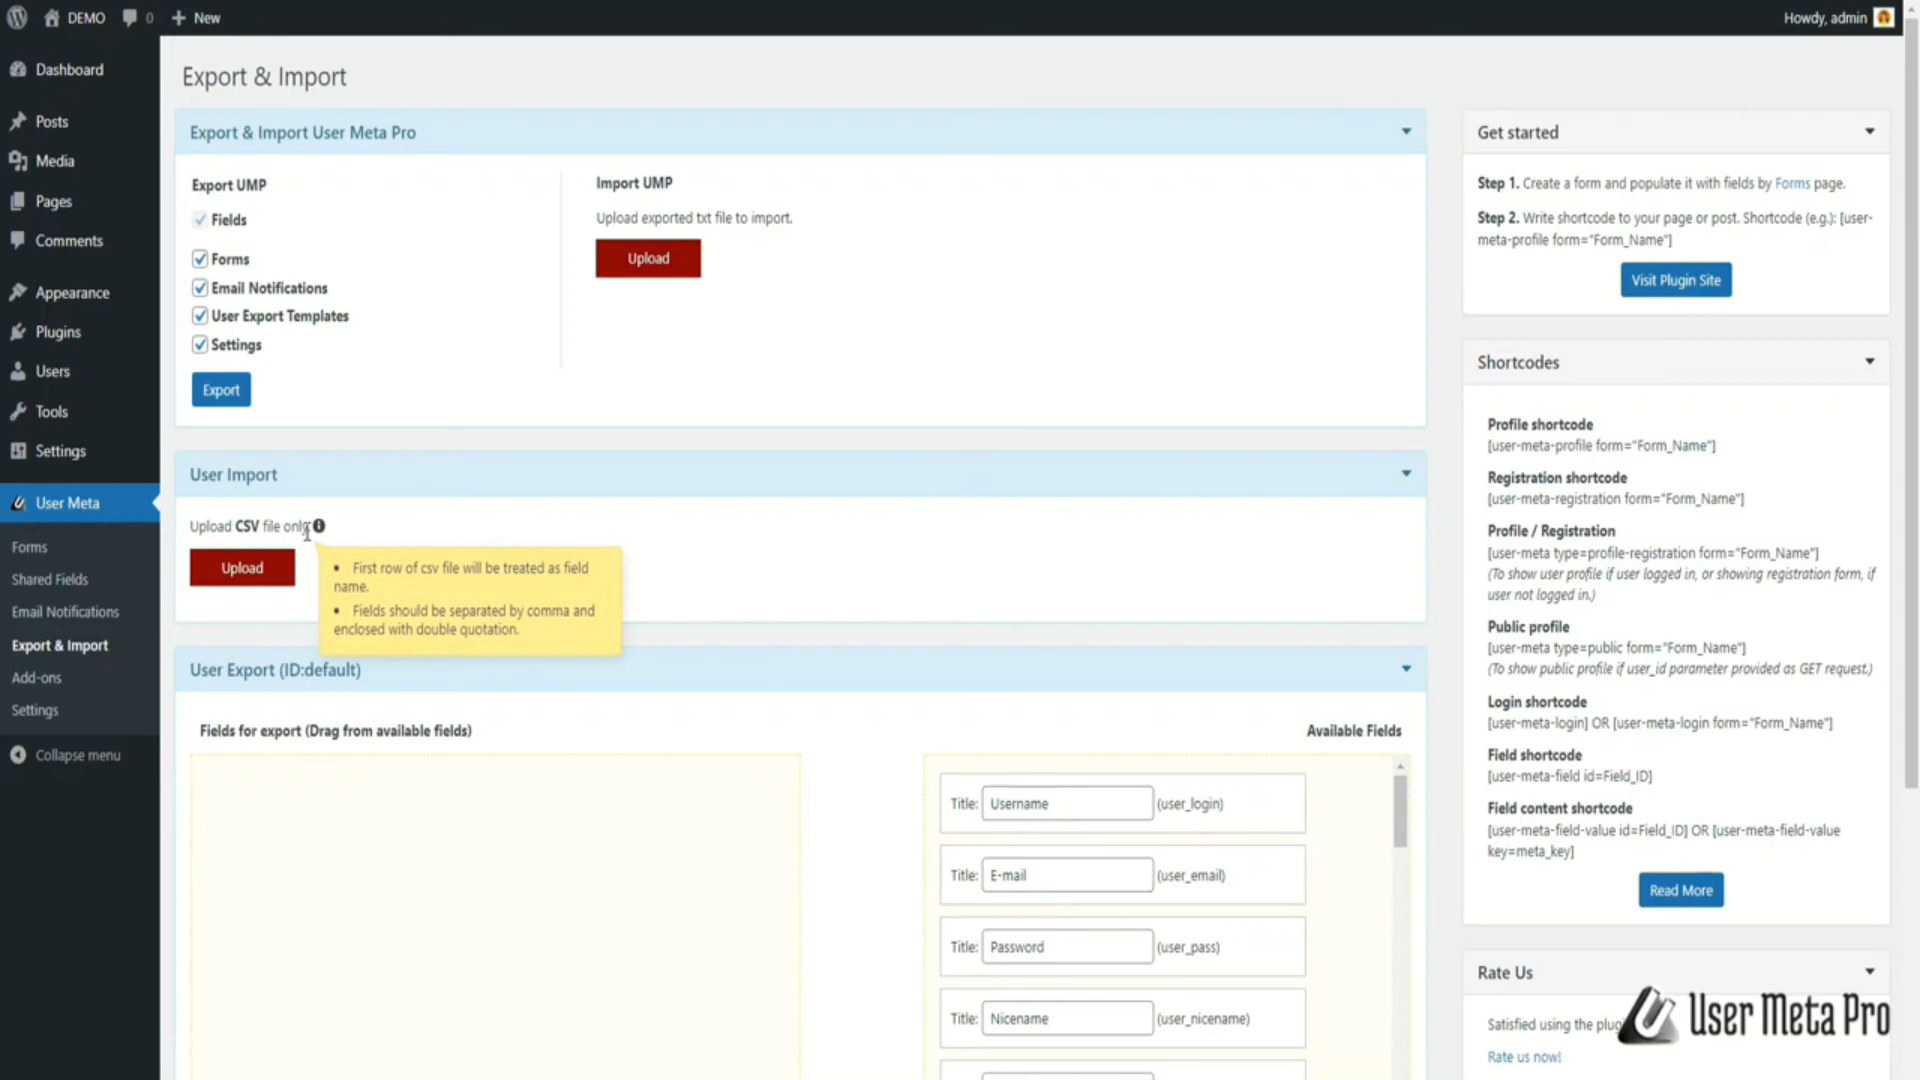 DEMO
0
New
Howdy, admin
Dashboard
Posts
Media
Pages
Comments
Appearance
Plugins
Users
Tools
Settings
User Meta
Forms
Shared Fields
Email Notifications
Export & Import
Add-ons
Settings
Collapse menu
Export & Import
Export & Import User Meta Pro
Export UMP
Fields
Forms
Email Notifications
User Export Templates
Settings
Export
Import UMP
Upload exported txt file to import.
Upload
User Import
Upload CSV file only
Upload
• First row of csv file will be treated as field
name.
• Fields should be separated by comma and
enclosed with double quotation.
User Export (ID:default)
Fields for export (Drag from available fields)
Available Fields
Title: Username (user_login)
Title: E-mail (user_email)
Title: Password (user_pass)
Title: Nicename (user_nicename)
Get started
Step 1. Create a form and populate it with fields by Forms page.
Step 2. Write shortcode to your page or post. Shortcode (e.g.): [user-
meta-profile form="Form_Name"]
Visit Plugin Site
Shortcodes
Profile shortcode
[user-meta-profile form="Form_Name"]
Registration shortcode
[user-meta-registration form="Form_Name"]
Profile / Registration
[user-meta type=profile-registration form="Form_Name"]
(To show user profile if user logged in, or showing registration form, if
user not logged in.)
Public profile
[user-meta type=public form="Form_Name"]
(To show public profile if user_id parameter provided as GET request.)
Login shortcode
[user-meta-login] OR [user-meta-login form="Form_Name"]
Field shortcode
[user-meta-field id=Field_ID]
Field content shortcode
[user-meta-field-value id=Field_ID] OR [user-meta-field-value
key=meta_key]
Read More
Rate Us
Satisfied using the
Rate us now!
User Meta Pro